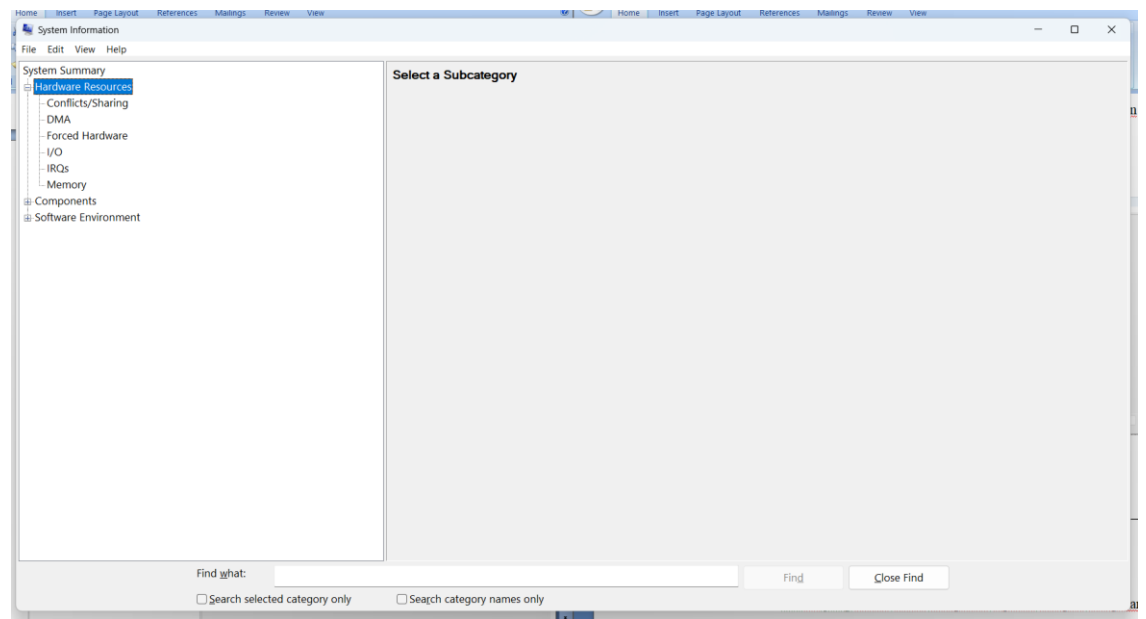 Home Insert Page Layout References Mailings Review View Home Insert Page Layout References Mailings Review View
System Information
File Edit View Help
System Summary
Hardware Resources
Conflicts/Sharing
DMA
Forced Hardware
I/O
IRQs
Memory
Components
Software Environment
Select a Subcategory
Find what:
Find
Close Find
Search selected category only
Search category names only